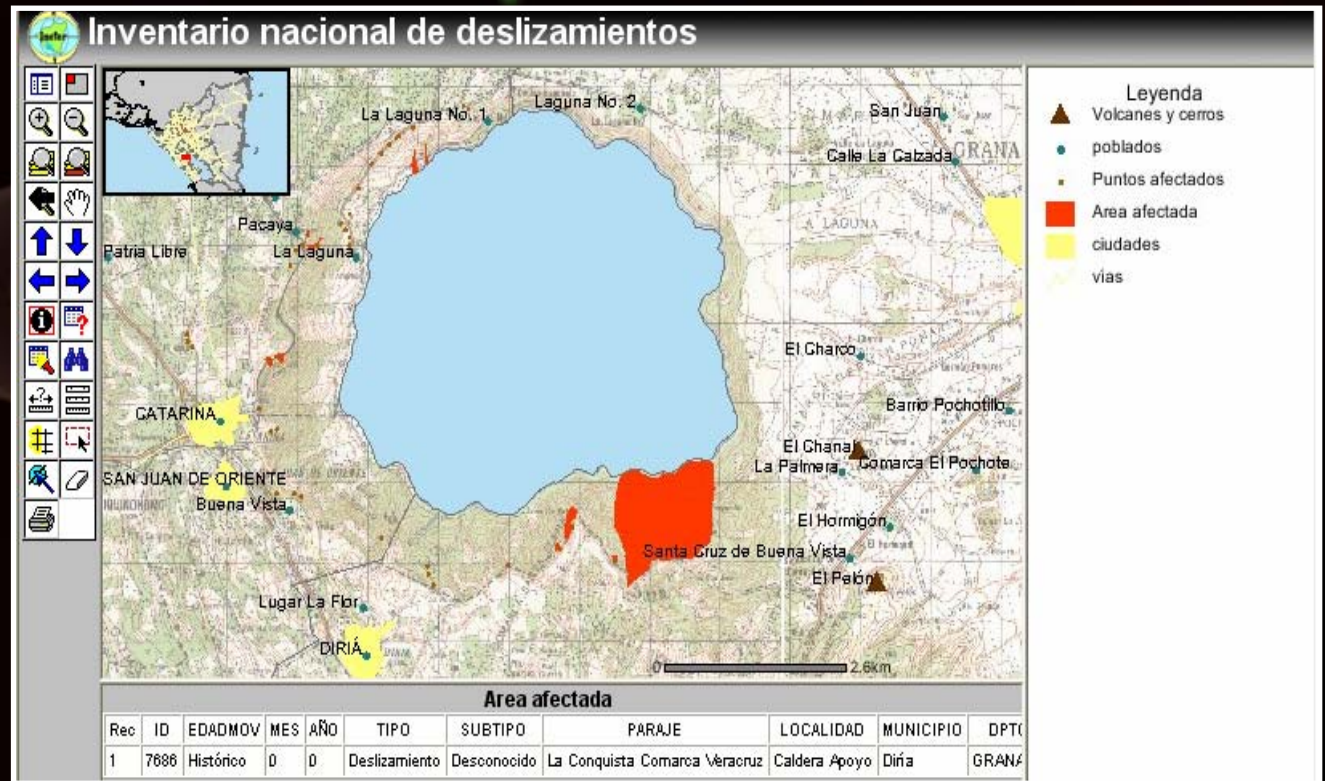 Ineter
Inventario nacional de deslizamientos
La Laguna No. 1
Laguna No. 2
San Juan
Calle La Calzada
GRANA
Pacaya
Patria Libre
La Laguna
A LAGUNA
El Charco
CATARINA
Barrio Pochotillo
El Chanal
La Palmera
Comarca El Pochote
SAN JUAN DE ORIENTE
Buena Vista
El Hormigón
Santa Cruz de Buena Vista
El Pelón
Lugar La Flor
DIRIÁ
0 2.6km
Leyenda
Volcanes y cerros
poblados
Puntos afectados
Area afectada
ciudades
vias
Area afectada
Rec ID EDADMOV MES AÑO TIPO SUBTIPO PARAJE LOCALIDAD MUNICIPIO DPTO
1 7686 Histórico 0 0 Deslizamiento Desconocido La Conquista Comarca Veracruz Caldera Apoyo Diría GRANA